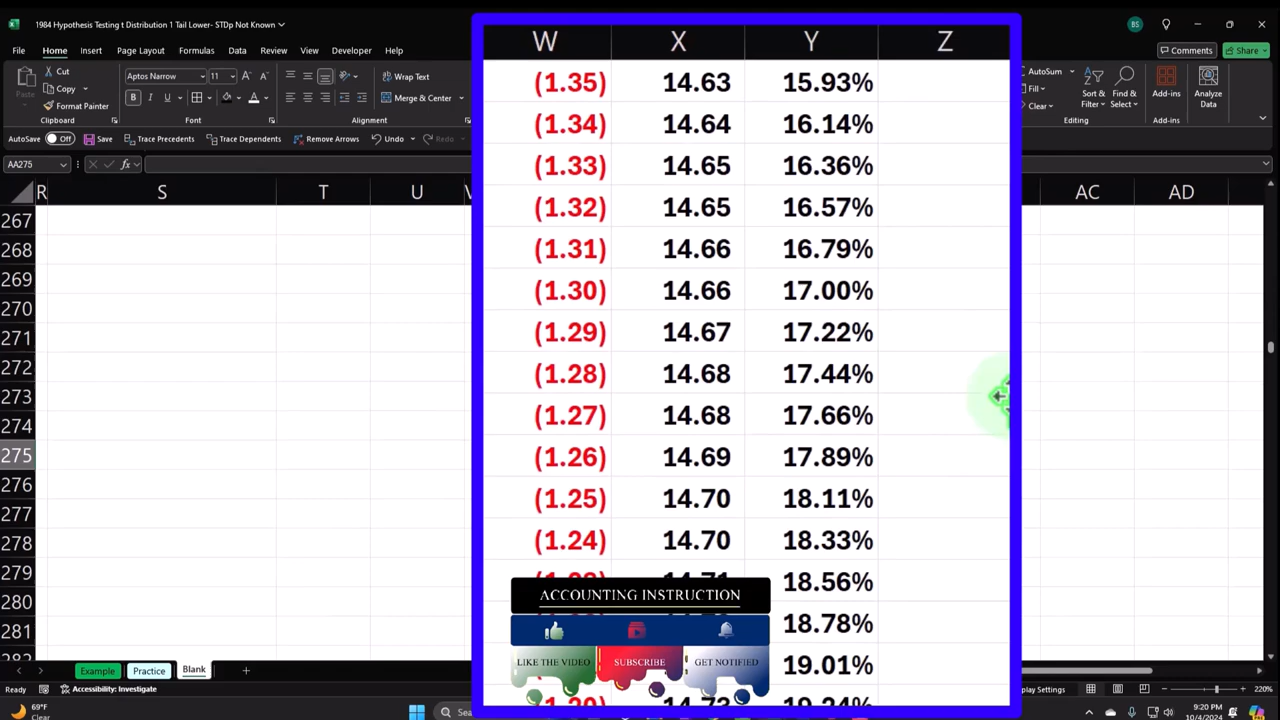 1984 Hypothesis Testing t Distribution 1 Tail Lower- STDp Not Known
BS
File Home Insert Page Layout Formulas Data Review View Developer Help
Comments Share
Cut
Copy
Format Painter
Paste
Clipboard
Aptos Narrow 11
B I U
Font
Wrap Text
Merge & Center
Alignment
AutoSum
Fill
Clear
Sort & Filter
Find & Select
Editing
Add-ins
Add-ins
Analyze Data
Off Save Trace Precedents Trace Dependents Remove Arrows Undo Redo
AA275 fx
R S T U W X Y Z AC AD
267
268
269
270
271
272
273
274
275
276
277
278
279
280
281
(1.35) 14.63 15.93%
(1.34) 14.64 16.14%
(1.33) 14.65 16.36%
(1.32) 14.65 16.57%
(1.31) 14.66 16.79%
(1.30) 14.66 17.00%
(1.29) 14.67 17.22%
(1.28) 14.68 17.44%
(1.27) 14.68 17.66%
(1.26) 14.69 17.89%
(1.25) 14.70 18.11%
(1.24) 14.70 18.33%
18.56%
18.78%
19.01%
ACCOUNTING INSTRUCTION
LIKE THE VIDEO SUBSCRIBE GET NOTIFIED
Example Practice Blank
Ready Accessibility: Investigate
play Settings 220%
69°F
Clear
9:20 PM
10/4/2024